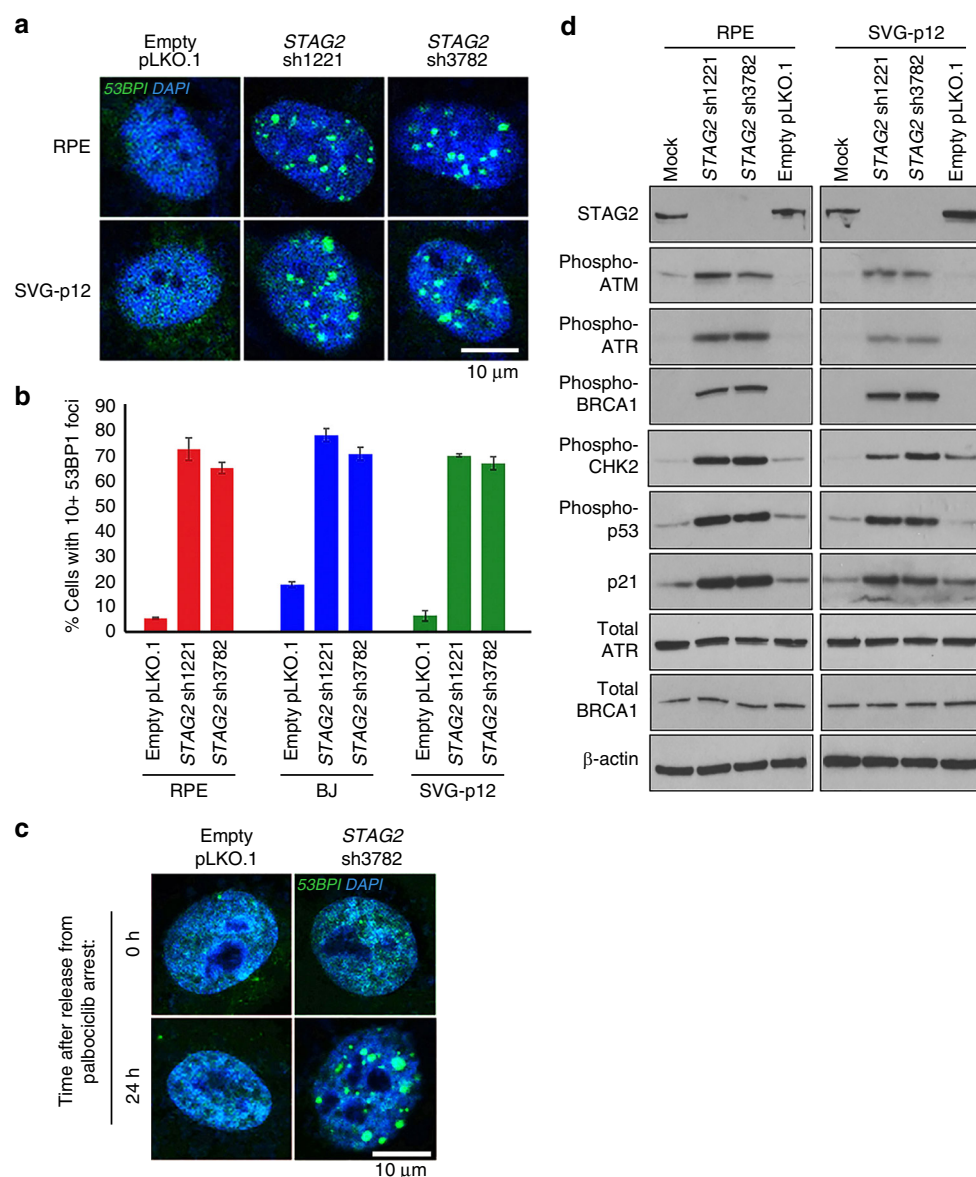 a
Empty
pLKO.1
STAG2
sh1221
STAG2
sh3782
53BPI DAPI
RPE
SVG-p12
10 μm
b
% Cells with 10+ 53BP1 foci
90
80
70
60
50
40
30
20
10
0
Empty pLKO.1
STAG2 sh1221
STAG2 sh3782
Empty pLKO.1
STAG2 sh1221
STAG2 sh3782
Empty pLKO.1
STAG2 sh1221
STAG2 sh3782
RPE
BJ
SVG-p12
c
Empty
pLKO.1
STAG2
sh3782
53BPI DAPI
Time after release from
palbociclib arrest:
0 h
24 h
10 μm
d
RPE
SVG-p12
Mock
STAG2 sh1221
STAG2 sh3782
Empty pLKO.1
Mock
STAG2 sh1221
STAG2 sh3782
Empty pLKO.1
STAG2
Phospho-
ATM
Phospho-
ATR
Phospho-
BRCA1
Phospho-
CHK2
Phospho-
p53
p21
Total
ATR
Total
BRCA1
β-actin